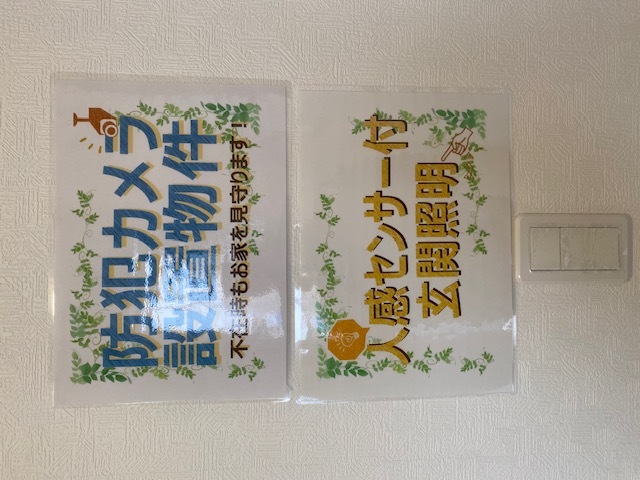 防犯カメラ
設置物件
不在時もお家を見守ります！
人感センサー付
玄関照明